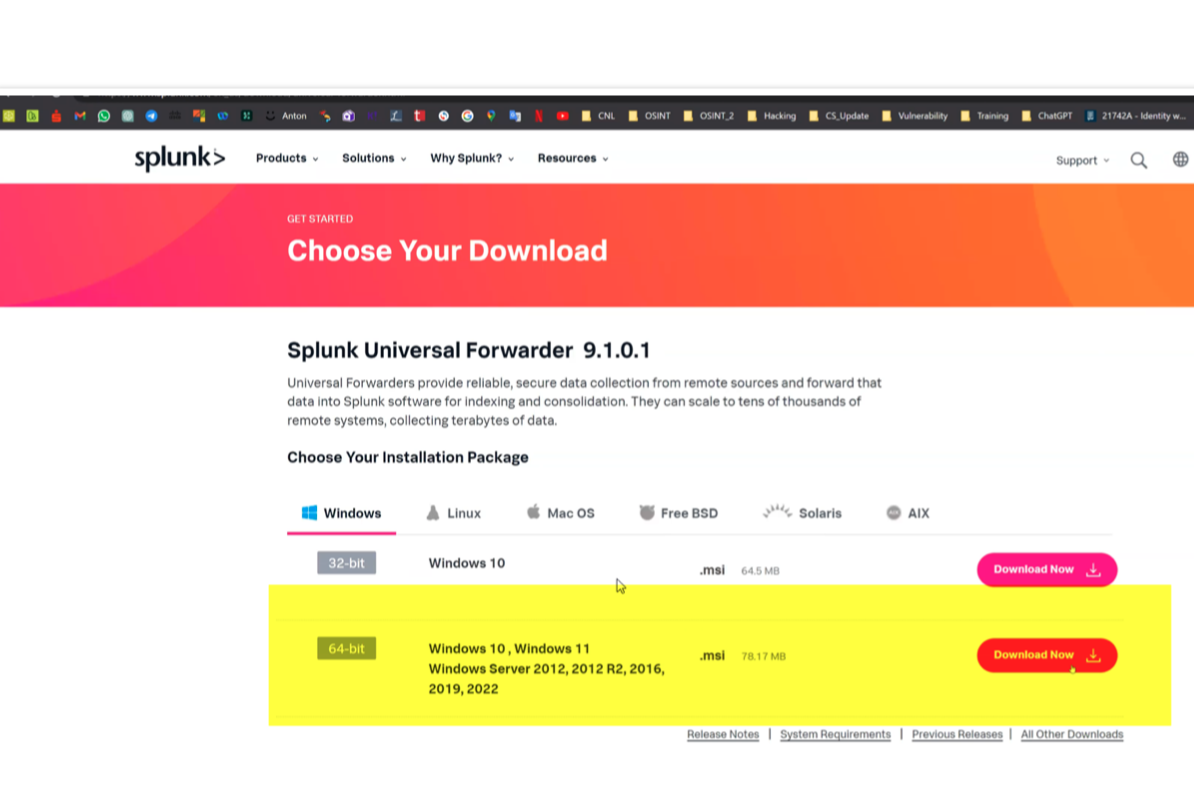 Anton
CNL
OSINT
OSINT_2
Hacking
CS_Update
Vulnerability
Training
ChatGPT
21742A - Identity w...
splunk>
Products
Solutions
Why Splunk?
Resources
Support
GET STARTED
Choose Your Download
Splunk Universal Forwarder 9.1.0.1
Universal Forwarders provide reliable, secure data collection from remote sources and forward that
data into Splunk software for indexing and consolidation. They can scale to tens of thousands of
remote systems, collecting terabytes of data.
Choose Your Installation Package
Windows
Linux
Mac OS
Free BSD
Solaris
AIX
32-bit
Windows 10
.msi
64.5 MB
Download Now
64-bit
Windows 10 , Windows 11
Windows Server 2012, 2012 R2, 2016,
2019, 2022
.msi
78.17 MB
Download Now
Release Notes | System Requirements | Previous Releases | All Other Downloads